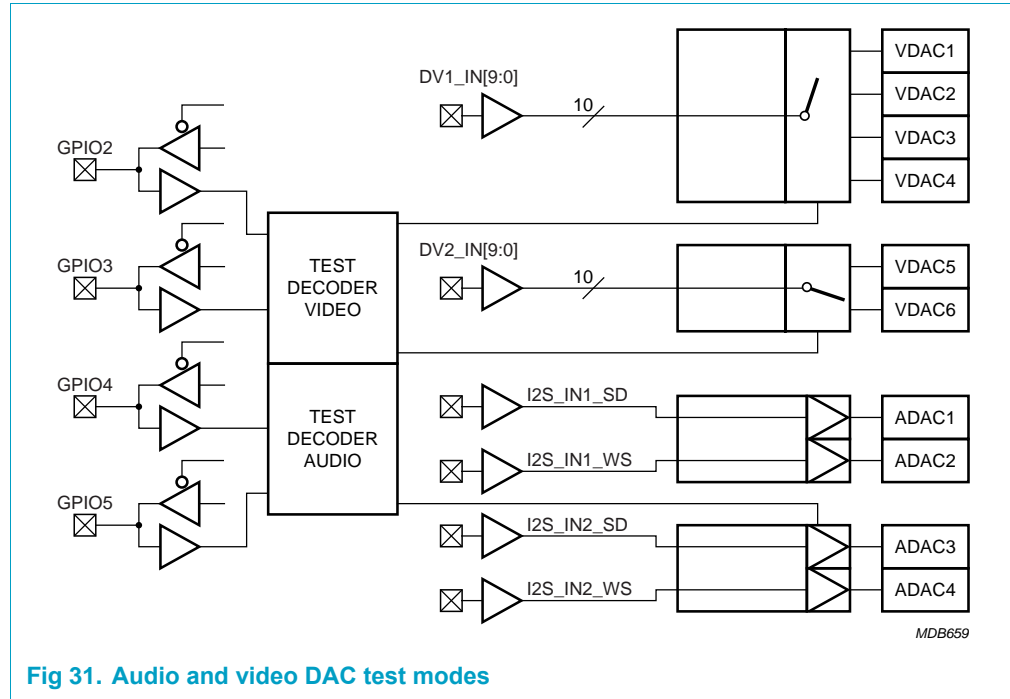 GPIO2
GPIO3
GPIO4
GPIO5
TEST
DECODER
VIDEO
TEST
DECODER
AUDIO
DV1_IN[9:0]
10
VDAC1
VDAC2
VDAC3
VDAC4
DV2_IN[9:0]
10
VDAC5
VDAC6
I2S_IN1_SD
ADAC1
I2S_IN1_WS
ADAC2
I2S_IN2_SD
ADAC3
I2S_IN2_WS
ADAC4
MDB659
Fig 31. Audio and video DAC test modes